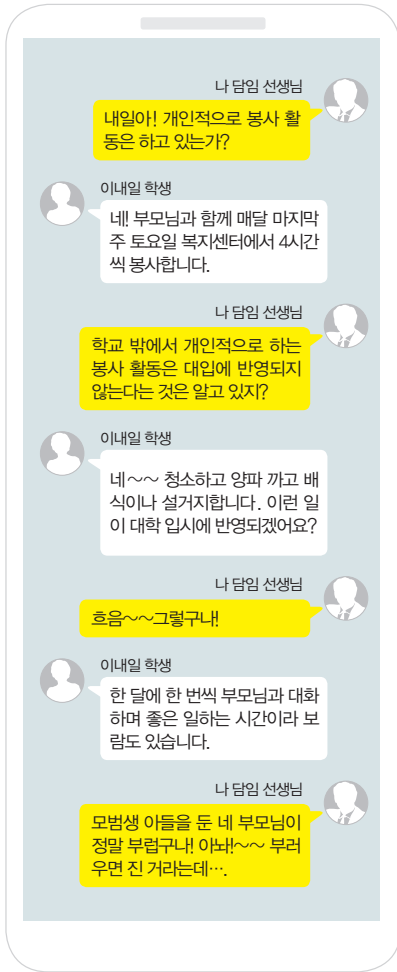 나 담임 선생님
내일아! 개인적으로 봉사 활
동은 하고 있는가?
이내일 학생
네! 부모님과 함께 매달 마지막
주 토요일 복지센터에서 4시간
씩 봉사합니다.
나 담임 선생님
학교 밖에서 개인적으로 하는
봉사 활동은 대입에 반영되지
않는다는 것은 알고 있지?
이내일 학생
네~~ 청소하고 양파 까고 배
식이나 설거지합니다. 이런 일
이 대학 입시에 반영되겠어요?
나 담임 선생님
흐음~~그렇구나!
이내일 학생
한 달에 한 번씩 부모님과 대화
하며 좋은 일하는 시간이라 보
람도 있습니다.
나 담임 선생님
모범생 아들을 둔 네 부모님이
정말 부럽구나! 아놔!~~ 부러
우면 진 거라는데….